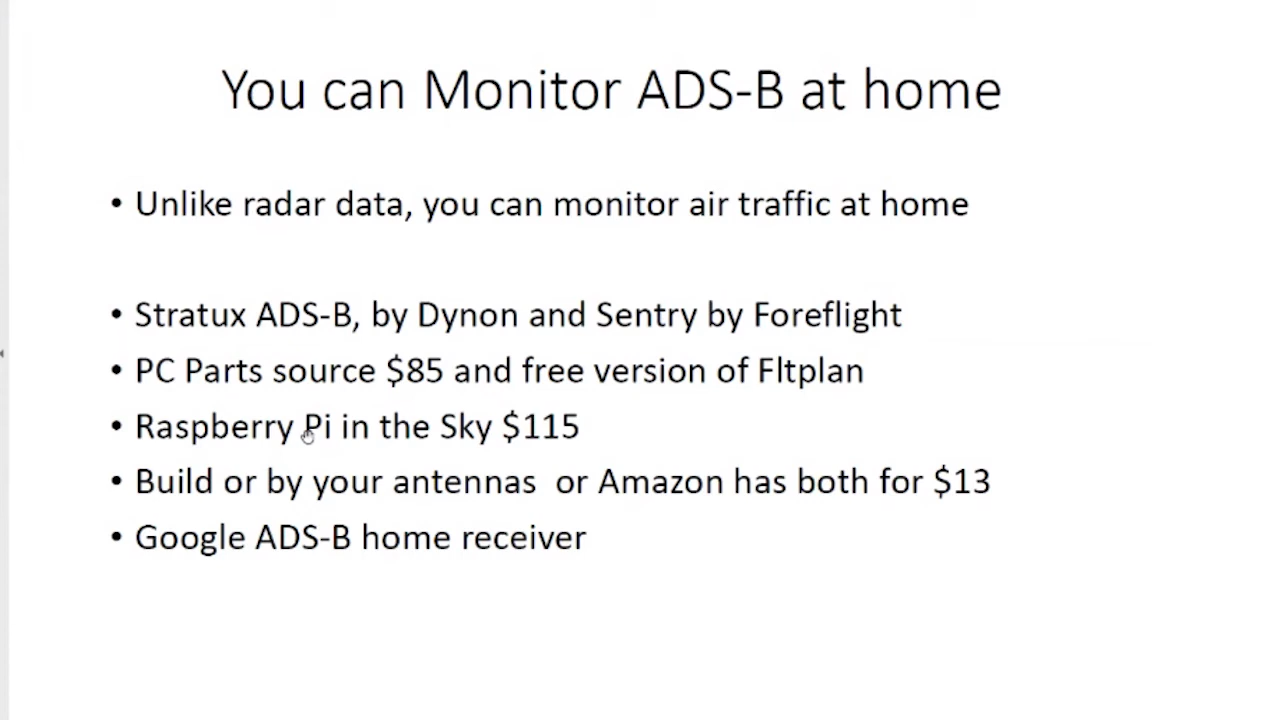 You can Monitor ADS-B at home
• Unlike radar data, you can monitor air traffic at home
• Stratux ADS-B, by Dynon and Sentry by Foreflight
• PC Parts source $85 and free version of Fltplan
• Raspberry Pi in the Sky $115
• Build or by your antennas  or Amazon has both for $13
• Google ADS-B home receiver